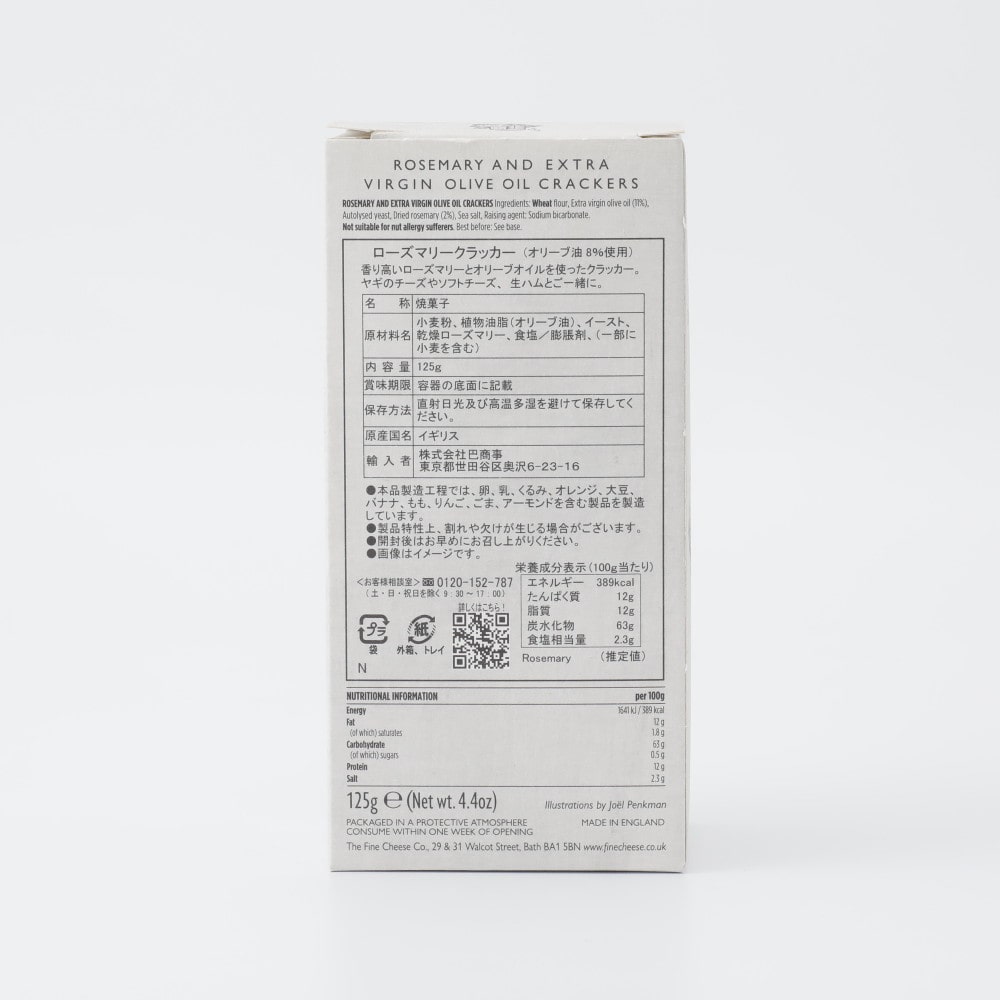 ROSEMARY AND EXTRA
VIRGIN OLIVE OIL CRACKERS
ROSEMARY AND EXTRA VIRGIN OLIVE OIL CRACKERS Ingredients: Wheat flour, Extra virgin olive oil (11%),
Autolysed yeast, Dried rosemary (2%), Sea salt, Raising agent: Sodium bicarbonate.
Not suitable for nut allergy sufferers. Best before: See base.
ローズマリークラッカー（オリーブ油8%使用）
香り高いローズマリーとオリーブオイルを使ったクラッカー。
ヤギのチーズやソフトチーズ、生ハムとご一緒に。
名 称 焼菓子
原材料名 小麦粉、植物油脂（オリーブ油）、イースト、
乾燥ローズマリー、食塩／膨脹剤、（一部に
小麦を含む）
内容量 125g
賞味期限 容器の底面に記載
保存方法 直射日光及び高温多湿を避けて保存してく
ださい。
原産国名 イギリス
輸入者 株式会社巴商事
東京都世田谷区奥沢6-23-16
●本品製造工程では、卵、乳、くるみ、オレンジ、大豆、
バナナ、もも、りんご、ごま、アーモンドを含む製品を製造
しています。
●製品特性上、割れや欠けが生じる場合がございます。
●開封後はお早めにお召し上がりください。
●画像はイメージです。
＜お客様相談室＞ 0120-152-787
（土・日・祝日を除く9：30～17：00）
詳しくはこちら！
プラ
袋
紙
外箱、トレイ
N
栄養成分表示（100g当たり）
エネルギー 389kcal
たんぱく質 12g
脂質 12g
炭水化物 63g
食塩相当量 2.3g
Rosemary （推定値）
NUTRITIONAL INFORMATION per 100g
Energy 1641 kJ / 389 kcal
Fat 12 g
(of which) saturates 1.8 g
Carbohydrate 63 g
(of which) sugars 0.5 g
Protein 12 g
Salt 2.3 g
125g ℮ (Net wt. 4.4oz)
Illustrations by Joël Penkman
PACKAGED IN A PROTECTIVE ATMOSPHERE
CONSUME WITHIN ONE WEEK OF OPENING
MADE IN ENGLAND
The Fine Cheese Co., 29 & 31 Walcot Street, Bath BA1 5BN www.finecheese.co.uk